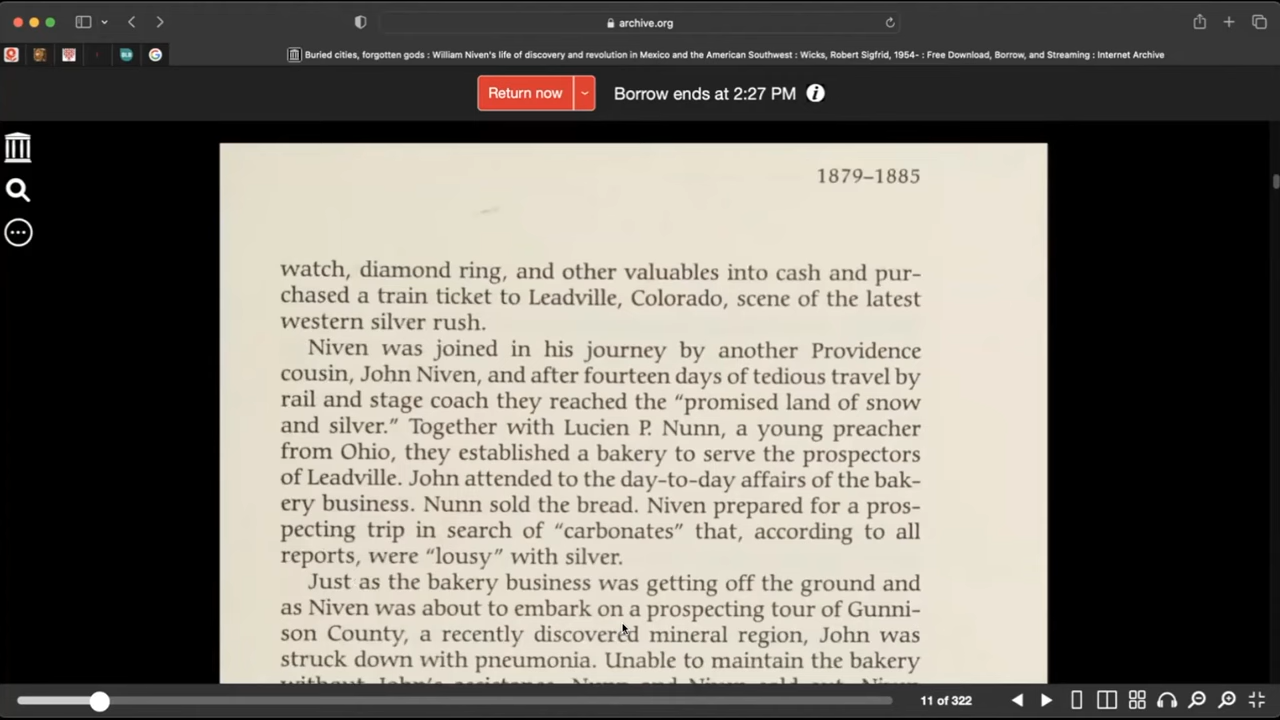 archive.org
Buried cities, forgotten gods : William Niven's life of discovery and revolution in Mexico and the American Southwest : Wicks, Robert Sigfrid, 1954- : Free Download, Borrow, and Streaming : Internet Archive
Return now
Borrow ends at 2:27 PM
1879–1885
watch, diamond ring, and other valuables into cash and pur-
chased a train ticket to Leadville, Colorado, scene of the latest
western silver rush.
Niven was joined in his journey by another Providence
cousin, John Niven, and after fourteen days of tedious travel by
rail and stage coach they reached the “promised land of snow
and silver.” Together with Lucien P. Nunn, a young preacher
from Ohio, they established a bakery to serve the prospectors
of Leadville. John attended to the day-to-day affairs of the bak-
ery business. Nunn sold the bread. Niven prepared for a pros-
pecting trip in search of “carbonates” that, according to all
reports, were “lousy” with silver.
Just as the bakery business was getting off the ground and
as Niven was about to embark on a prospecting tour of Gunni-
son County, a recently discovered mineral region, John was
struck down with pneumonia. Unable to maintain the bakery
without John's assistance, Nunn and Niven sold out. Niven
11 of 322